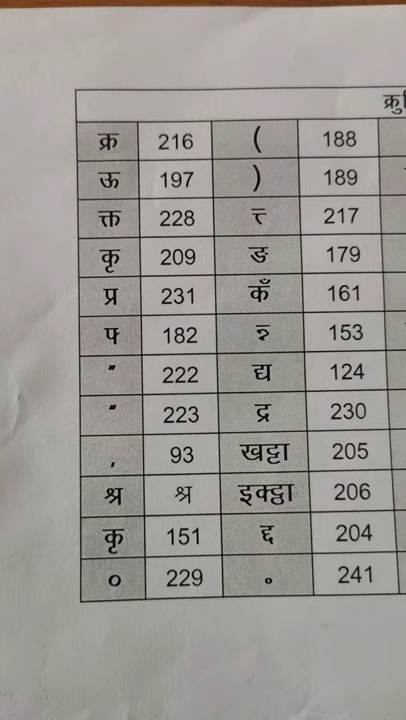 क्रु
क्र 216 ( 188
ऊ 197 ) 189
क्त 228 त्त 217
कृ 209 ङ 179
प्र 231 कँ 161
फ 182 153
" 222 द्य 124
" 223 द्र 230
, 93 खट्टा 205
श्र श्र इक्ट्ठा 206
कृ 151 द्द 204
० 229 ॰ 241